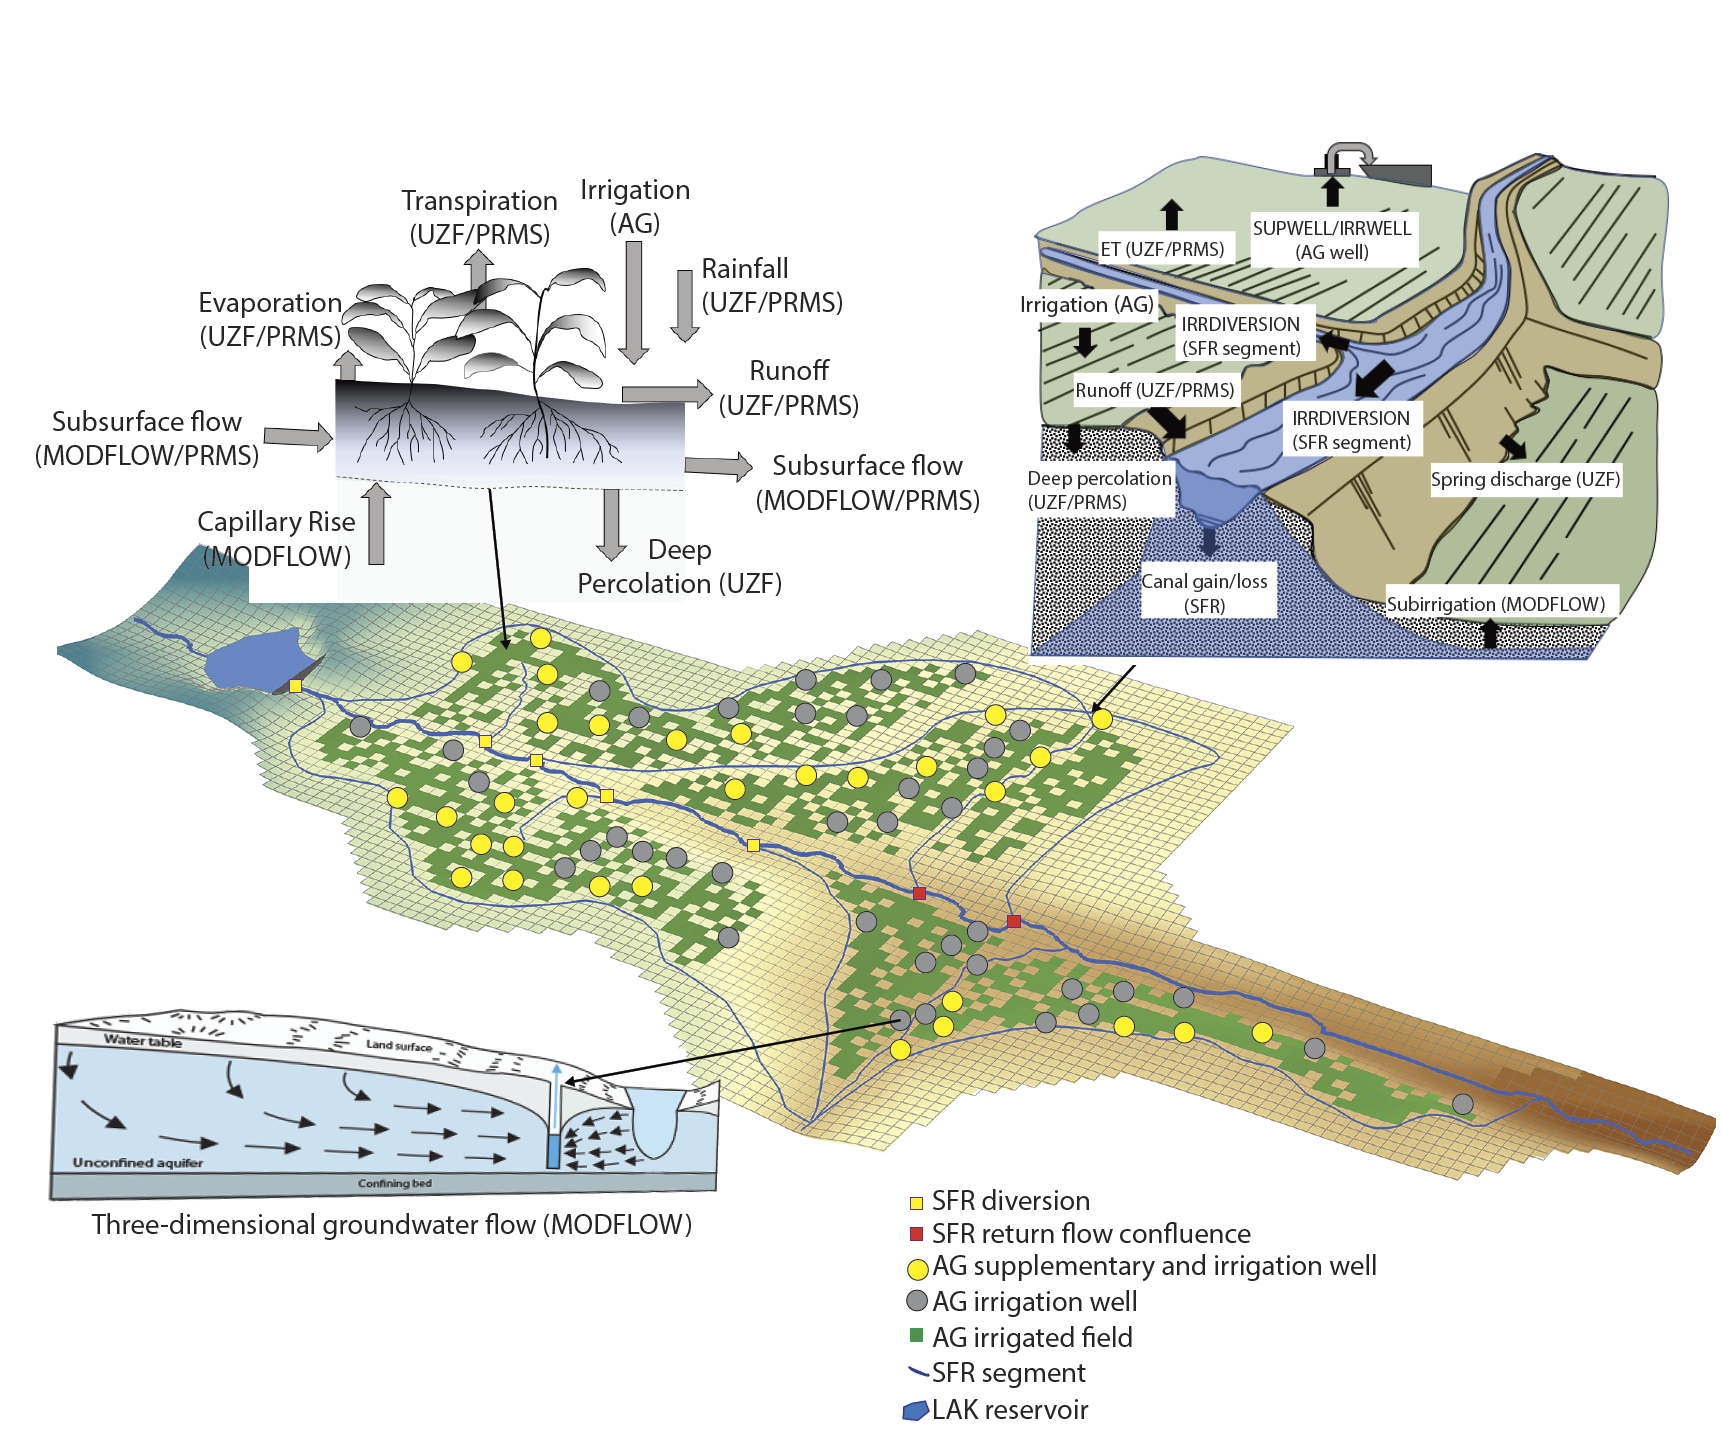 Transpiration
(UZF/PRMS)
Irrigation
(AG)
Rainfall
(UZF/PRMS)
Evaporation
(UZF/PRMS)
Runoff
(UZF/PRMS)
Subsurface flow
(MODFLOW/PRMS)
Subsurface flow
(MODFLOW/PRMS)
Capillary Rise
(MODFLOW)
Deep
Percolation (UZF)
SUPWELL/IRRWELL
(AG well)
ET (UZF/PRMS)
Irrigation (AG)
IRRDIVERSION
(SFR segment)
Runoff (UZF/PRMS)
IRRDIVERSION
(SFR segment)
Deep percolation
(UZF/PRMS)
Spring discharge (UZF)
Canal gain/loss
(SFR)
Subirrigation (MODFLOW)
Water table
Land surface
Unconfined aquifer
Confining bed
Three-dimensional groundwater flow (MODFLOW)
SFR diversion
SFR return flow confluence
AG supplementary and irrigation well
AG irrigation well
AG irrigated field
SFR segment
LAK reservoir